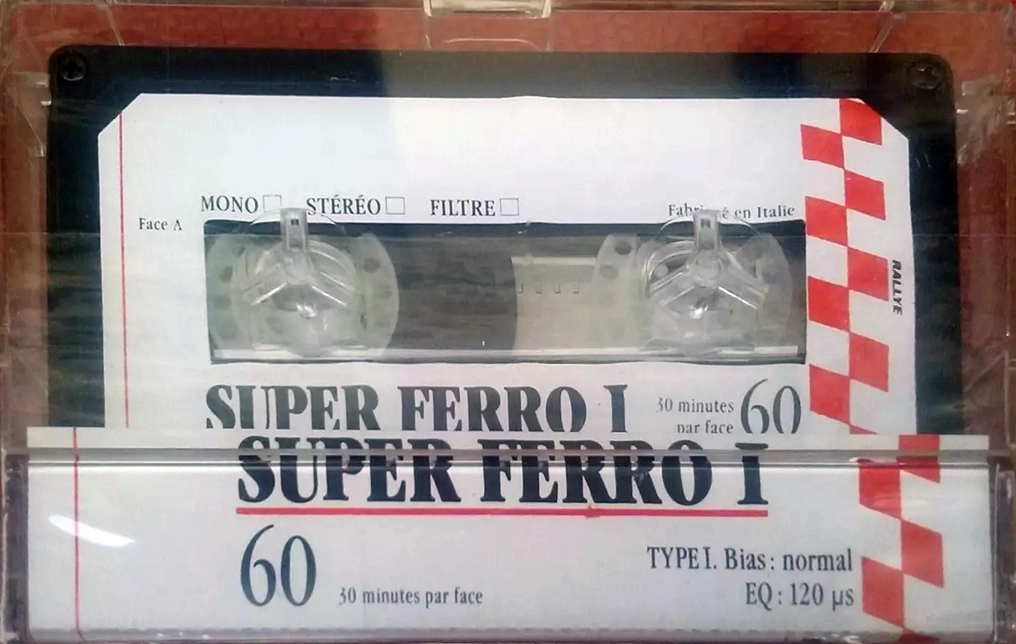 MONO STÉRÉO FILTRE
Face A
en Italie
RALLYE
SUPER FERRO I
30 minutes
par face
60
SUPER FERRO I
60
30 minutes par face
TYPE I. Bias : normal
EQ : 120 µs